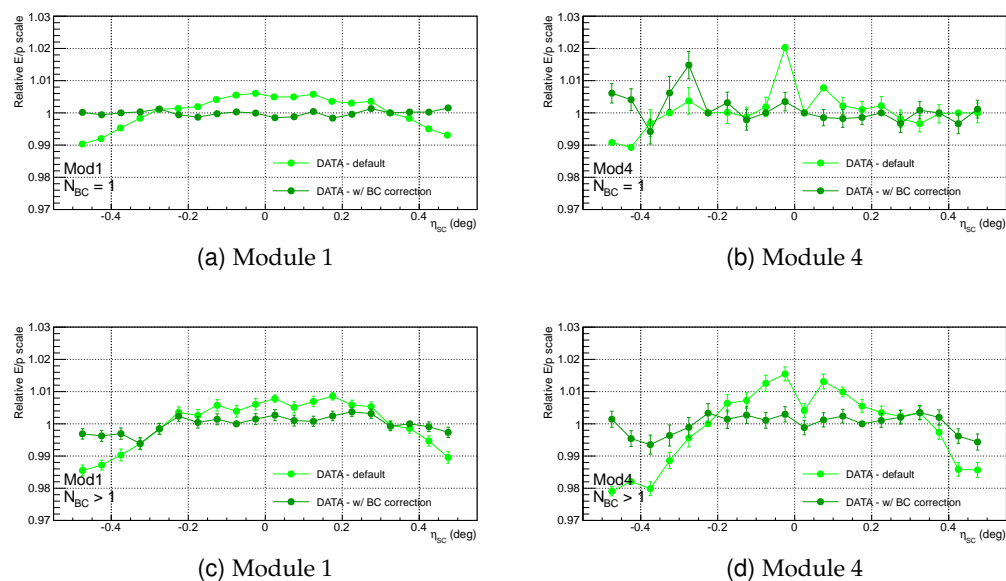 Relative E/p scale
1.03
1.02
1.01
1
0.99
0.98
0.97
Mod1
N_BC = 1
DATA - default
DATA - w/ BC correction
-0.4 -0.2 0 0.2 0.4
η_SC (deg)
(a) Module 1
Relative E/p scale
1.03
1.02
1.01
1
0.99
0.98
0.97
Mod4
N_BC = 1
DATA - default
DATA - w/ BC correction
-0.4 -0.2 0 0.2 0.4
η_SC (deg)
(b) Module 4
Relative E/p scale
1.03
1.02
1.01
1
0.99
0.98
0.97
Mod1
N_BC > 1
DATA - default
DATA - w/ BC correction
-0.4 -0.2 0 0.2 0.4
η_SC (deg)
(c) Module 1
Relative E/p scale
1.03
1.02
1.01
1
0.99
0.98
0.97
Mod4
N_BC > 1
DATA - default
DATA - w/ BC correction
-0.4 -0.2 0 0.2 0.4
η_SC (deg)
(d) Module 4